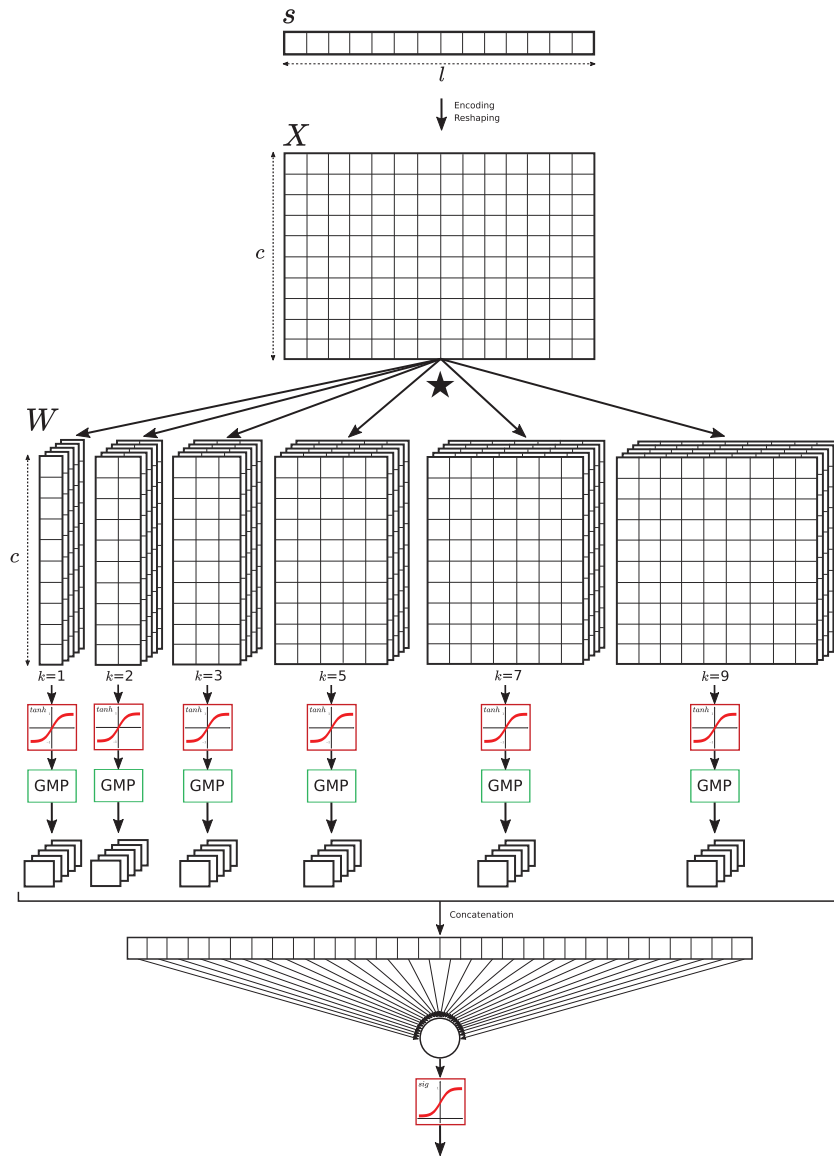 s
l
Encoding
Reshaping
X
c
W
c
k=1 k=2 k=3 k=5 k=7 k=9
tanh tanh tanh tanh tanh tanh
GMP GMP GMP GMP GMP GMP
Concatenation
sig